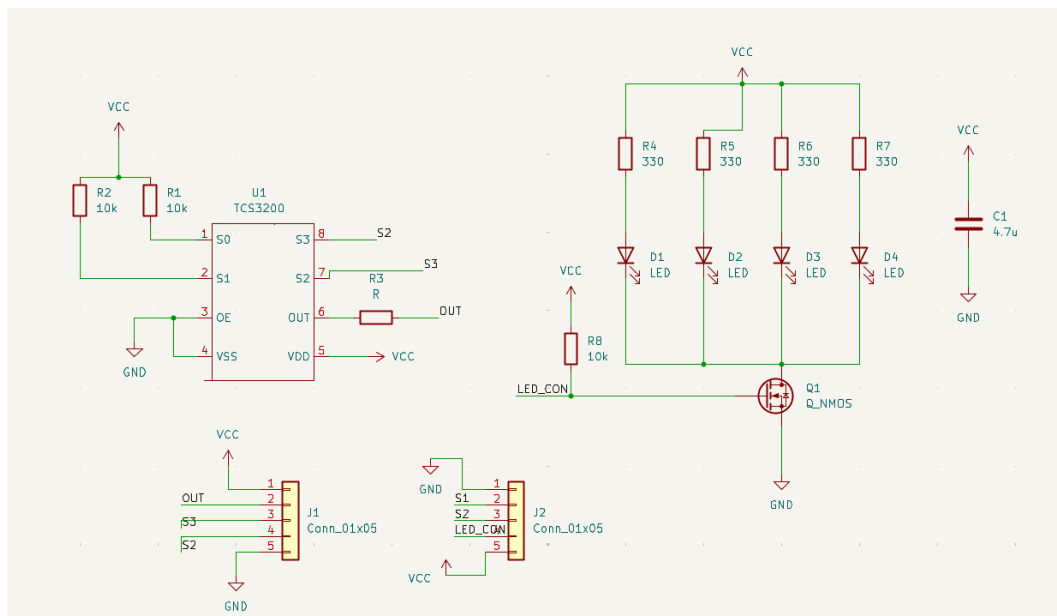 VCC
R2
10k
R1
10k
U1
TCS3200
1
S0
2
S1
3
OE
4
VSS
S3
8
S2
S2
7
S3
OUT
6
R3
R
OUT
VDD
5
VCC
GND
VCC
R4
330
R5
330
R6
330
R7
330
D1
LED
D2
LED
D3
LED
D4
LED
VCC
R8
10k
LED_CON
Q1
Q_NMOS
GND
VCC
C1
4.7u
GND
VCC
1
OUT
2
S3
3
S2
4
5
J1
Conn_01x05
GND
GND
1
S1
2
S2
3
LED_CON
4
5
VCC
J2
Conn_01x05